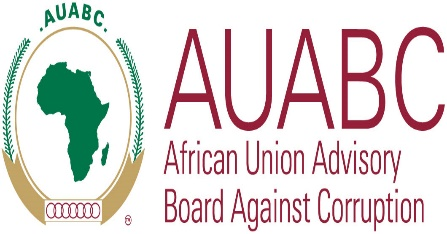 ·AUABC·
AUABC
African Union Advisory
Board Against Corruption